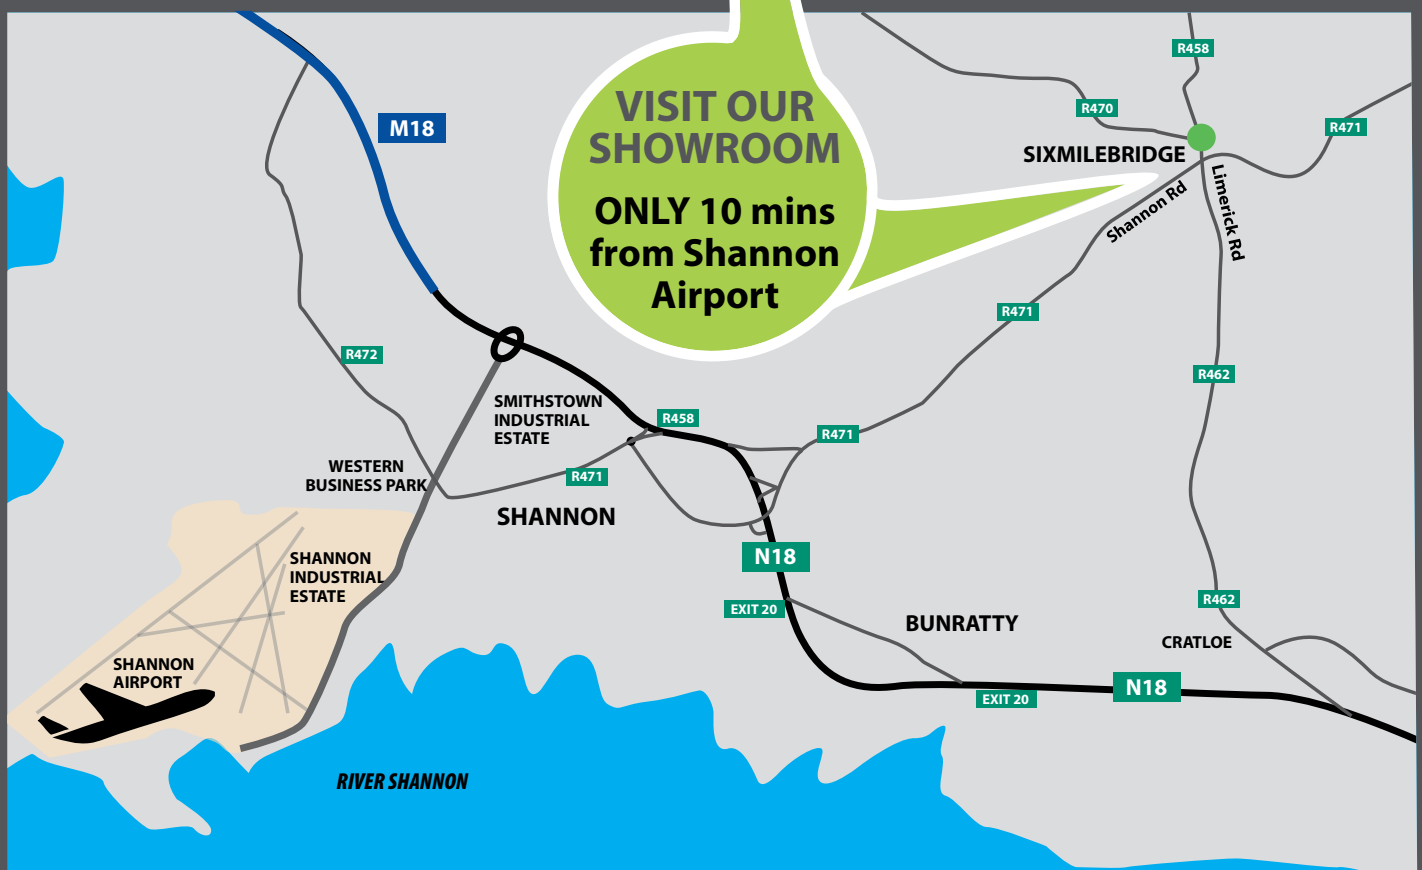 VISIT OUR
SHOWROOM
ONLY 10 mins
from Shannon
Airport
M18
R458
R470
R471
SIXMILEBRIDGE
Shannon Rd
Limerick Rd
R471
R472
R462
SMITHSTOWN
INDUSTRIAL
ESTATE
R458
R471
WESTERN
BUSINESS PARK
R471
SHANNON
N18
SHANNON
INDUSTRIAL
ESTATE
EXIT 20
R462
BUNRATTY
CRATLOE
SHANNON
AIRPORT
N18
EXIT 20
RIVER SHANNON